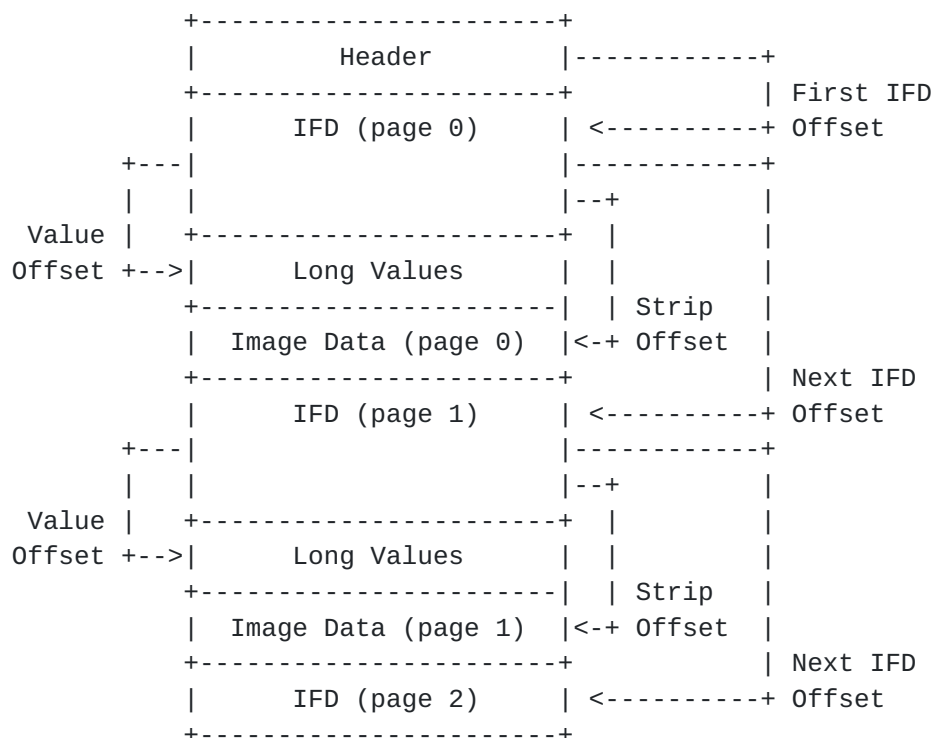 +-----------------------+
           |         Header        |------------+
           +-----------------------+            | First IFD
           |      IFD (page 0)     | <----------+ Offset
       +---|                       |------------+
       |   |                       |--+         |
 Value |   +-----------------------+  |         |
Offset +-->|      Long Values      |  |         |
           +-----------------------|  | Strip   |
           |  Image Data (page 0)  |<-+ Offset  |
           +-----------------------+            | Next IFD
           |      IFD (page 1)     | <----------+ Offset
       +---|                       |------------+
       |   |                       |--+         |
 Value |   +-----------------------+  |         |
Offset +-->|      Long Values      |  |         |
           +-----------------------|  | Strip   |
           |  Image Data (page 1)  |<-+ Offset  |
           +-----------------------+            | Next IFD
           |      IFD (page 2)     | <----------+ Offset
           +-----------------------+